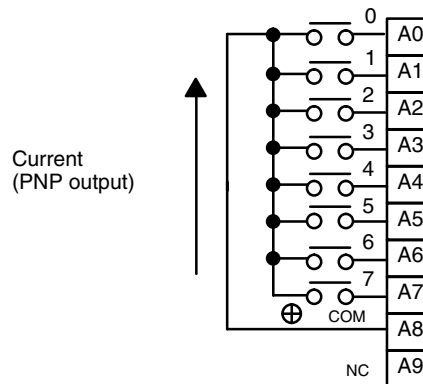 0
A0
1
A1
2
A2
3
A3
4
A4
5
A5
6
A6
7
A7
COM
A8
NC
A9
Current
(PNP output)